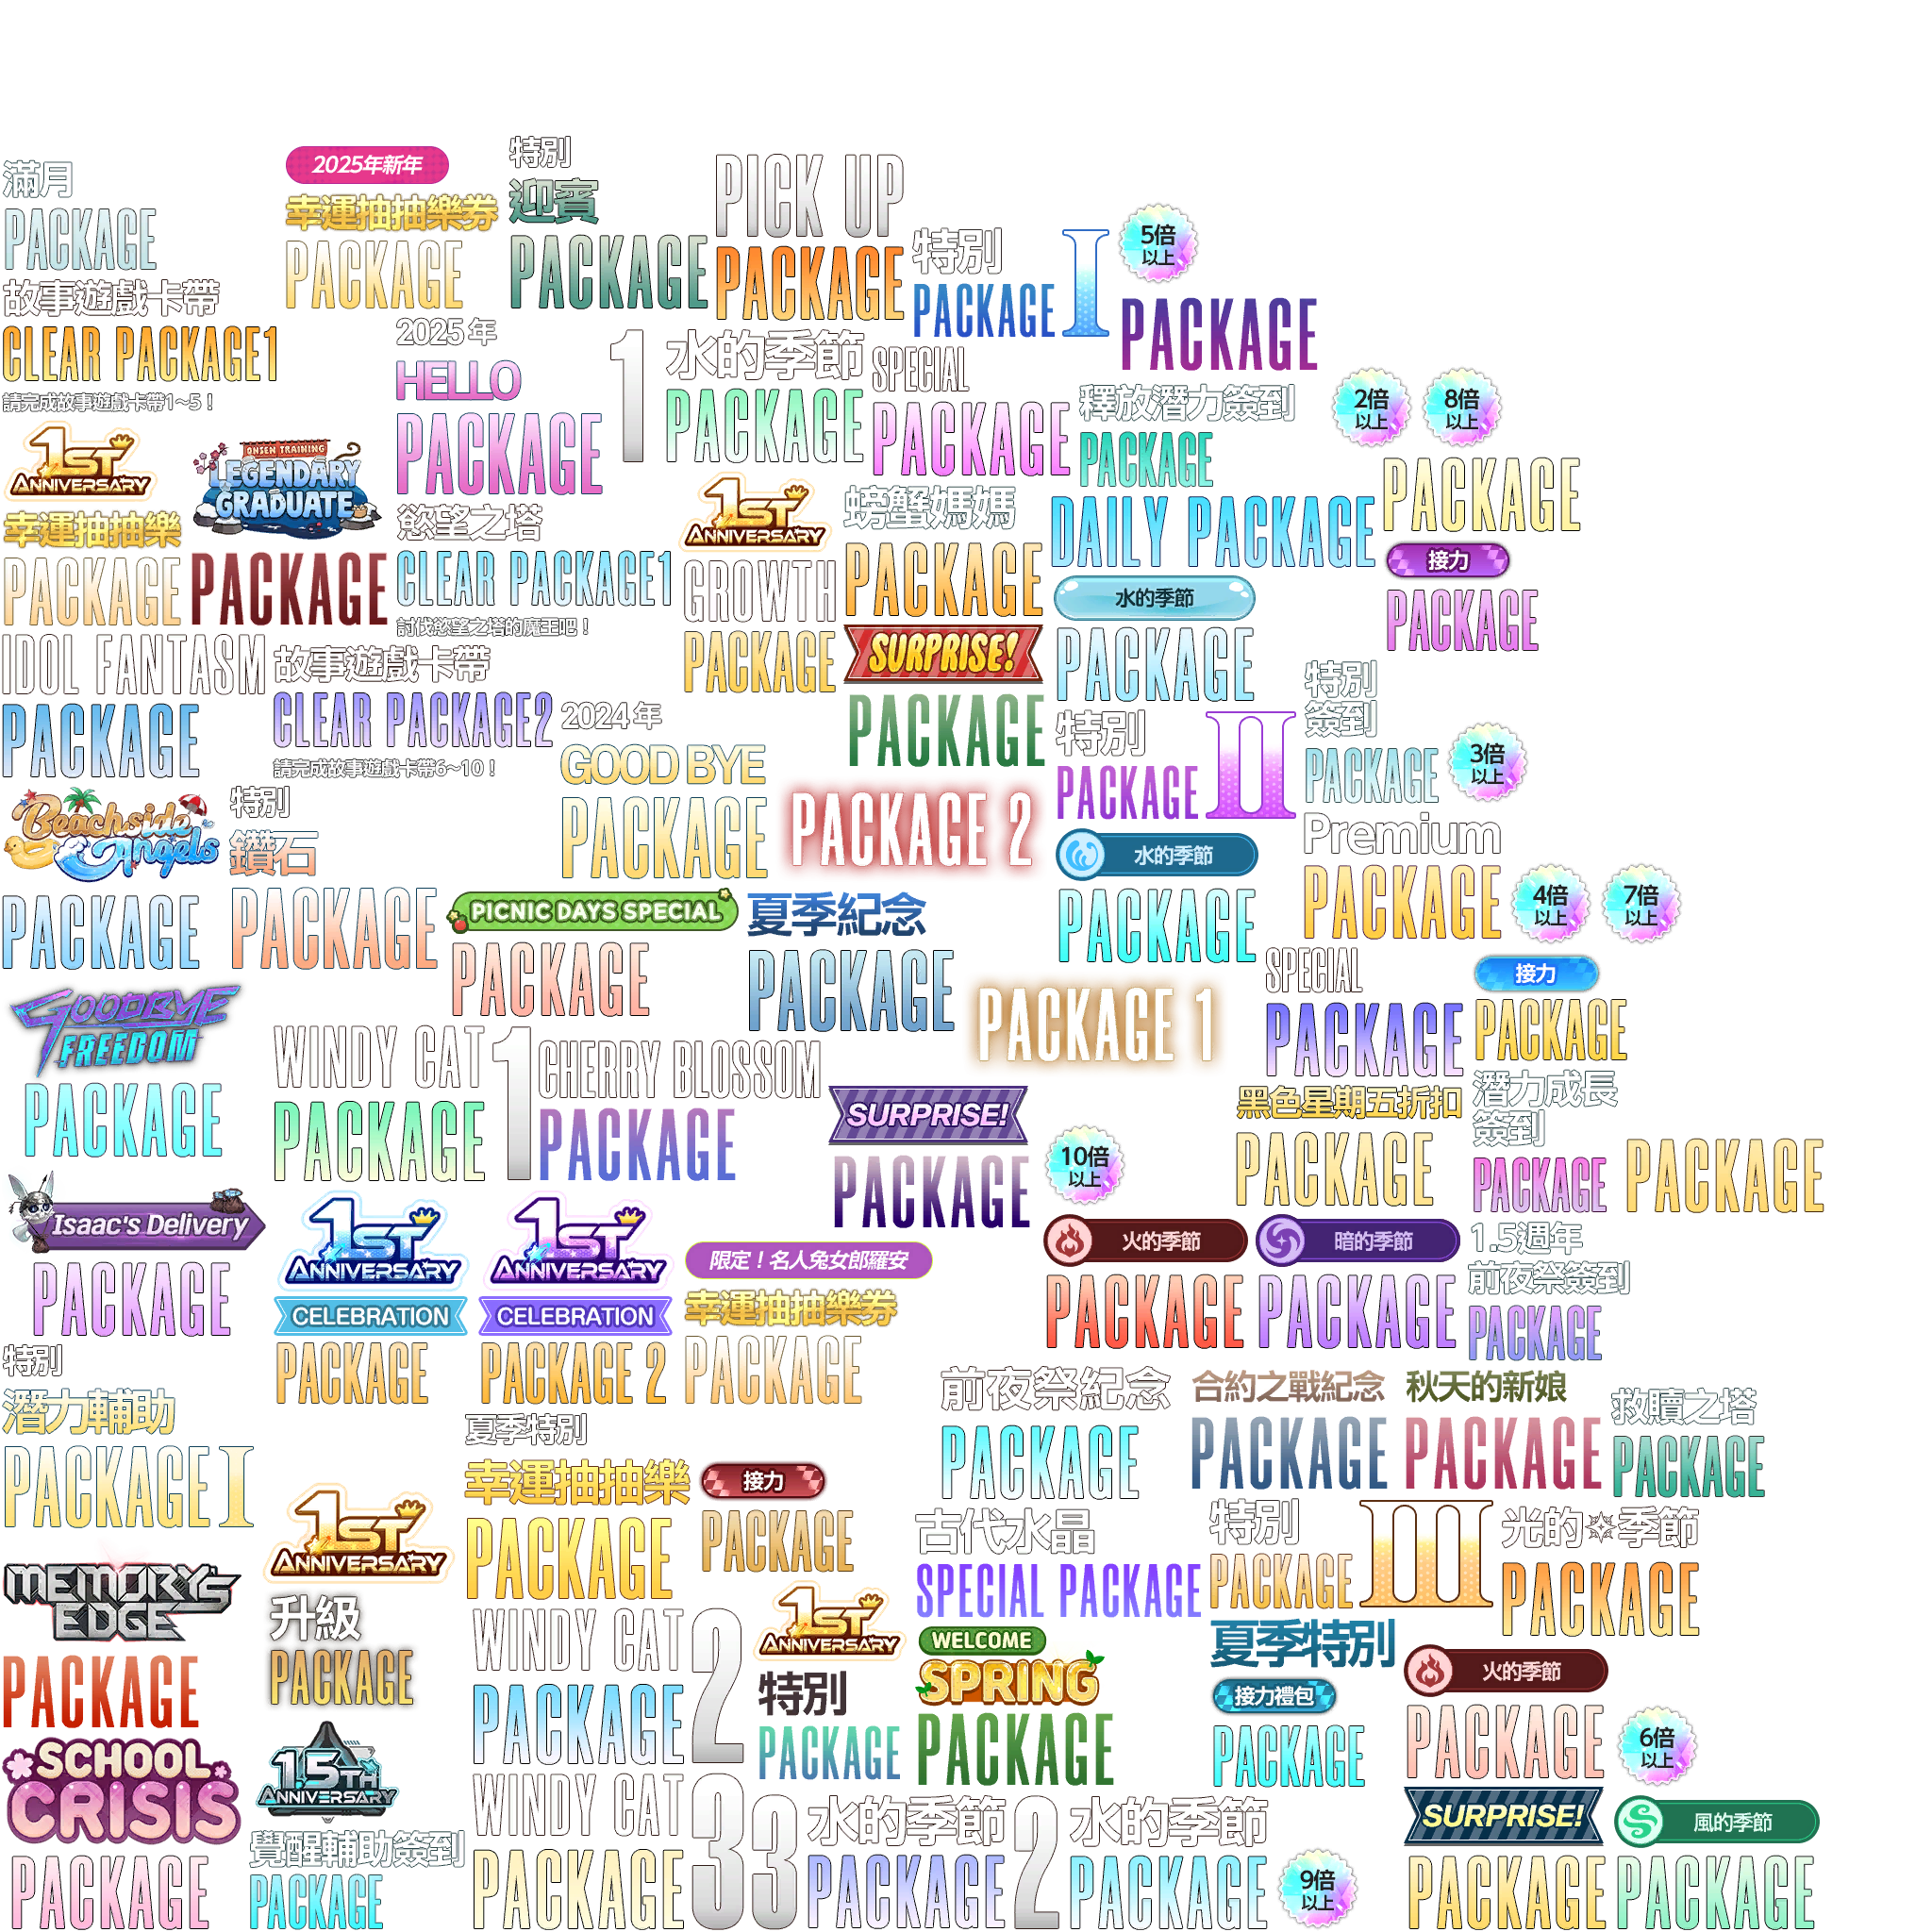 滿月
PACKAGE
2025年新年
幸運抽抽樂券
PACKAGE
特別
迎賓
PACKAGE
PICK UP
PACKAGE
特別
PACKAGE
I
5倍
以上
PACKAGE
故事遊戲卡帶
CLEAR PACKAGE1
請完成故事遊戲卡帶1~5！
2025 年
HELLO
PACKAGE
1
水的季節
PACKAGE
SPECIAL
PACKAGE
釋放潛力簽到
PACKAGE
2倍
以上
8倍
以上
PACKAGE
1ST
ANNIVERSARY
幸運抽抽樂
PACKAGE
ONSEN TRAINING
LEGENDARY
GRADUATE
PACKAGE
慾望之塔
CLEAR PACKAGE1
討伐慾望之塔的魔王吧！
1ST
ANNIVERSARY
GROWTH
PACKAGE
螃蟹媽媽
PACKAGE
DAILY PACKAGE
水的季節
PACKAGE
接力
PACKAGE
IDOL FANTASM
PACKAGE
故事遊戲卡帶
CLEAR PACKAGE2
請完成故事遊戲卡帶6~10！
2024 年
GOOD BYE
PACKAGE
SURPRISE!
PACKAGE
PACKAGE 2
特別
PACKAGE
II
特別
簽到
PACKAGE
3倍
以上
Beachside
Angels
PACKAGE
特別
鑽石
PACKAGE
PICNIC DAYS SPECIAL
PACKAGE
夏季紀念
PACKAGE
水的季節
PACKAGE
Premium
PACKAGE
4倍
以上
7倍
以上
GOODBYE
FREEDOM
PACKAGE
WINDY CAT
PACKAGE
1
CHERRY BLOSSOM
PACKAGE
PACKAGE 1
SPECIAL
PACKAGE
接力
PACKAGE
SURPRISE!
PACKAGE
10倍
以上
黑色星期五折扣
PACKAGE
潛力成長
簽到
PACKAGE
PACKAGE
Isaac's Delivery
PACKAGE
1ST
ANNIVERSARY
CELEBRATION
PACKAGE
1ST
ANNIVERSARY
CELEBRATION
PACKAGE 2
限定！名人兔女郎羅安
幸運抽抽樂券
PACKAGE
火的季節
PACKAGE
暗的季節
PACKAGE
1.5週年
前夜祭簽到
PACKAGE
特別
潛力輔助
PACKAGE I
夏季特別
幸運抽抽樂
PACKAGE
接力
PACKAGE
前夜祭紀念
PACKAGE
合約之戰紀念
PACKAGE
秋天的新娘
PACKAGE
救贖之塔
PACKAGE
MEMORY'S
EDGE
PACKAGE
1ST
ANNIVERSARY
升級
PACKAGE
WINDY CAT
PACKAGE
2
1ST
ANNIVERSARY
特別
PACKAGE
古代水晶
SPECIAL PACKAGE
特別
PACKAGE
III
光的季節
PACKAGE
WELCOME
SPRING
PACKAGE
夏季特別
接力禮包
PACKAGE
火的季節
PACKAGE
6倍
以上
SCHOOL
CRISIS
PACKAGE
1.5TH
ANNIVERSARY
覺醒輔助簽到
PACKAGE
WINDY CAT
PACKAGE
3
3
水的季節
PACKAGE
2
水的季節
PACKAGE
9倍
以上
SURPRISE!
PACKAGE
風的季節
PACKAGE